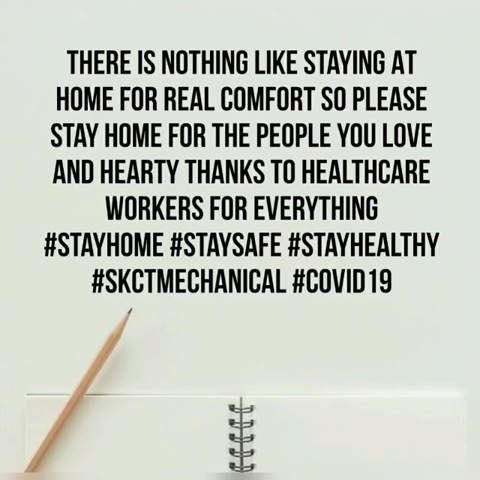 THERE IS NOTHING LIKE STAYING AT
HOME FOR REAL COMFORT SO PLEASE
STAY HOME FOR THE PEOPLE YOU LOVE
AND HEARTY THANKS TO HEALTHCARE
WORKERS FOR EVERYTHING
#STAYHOME #STAYSAFE #STAYHEALTHY
#SKCTMECHANICAL #COVID19